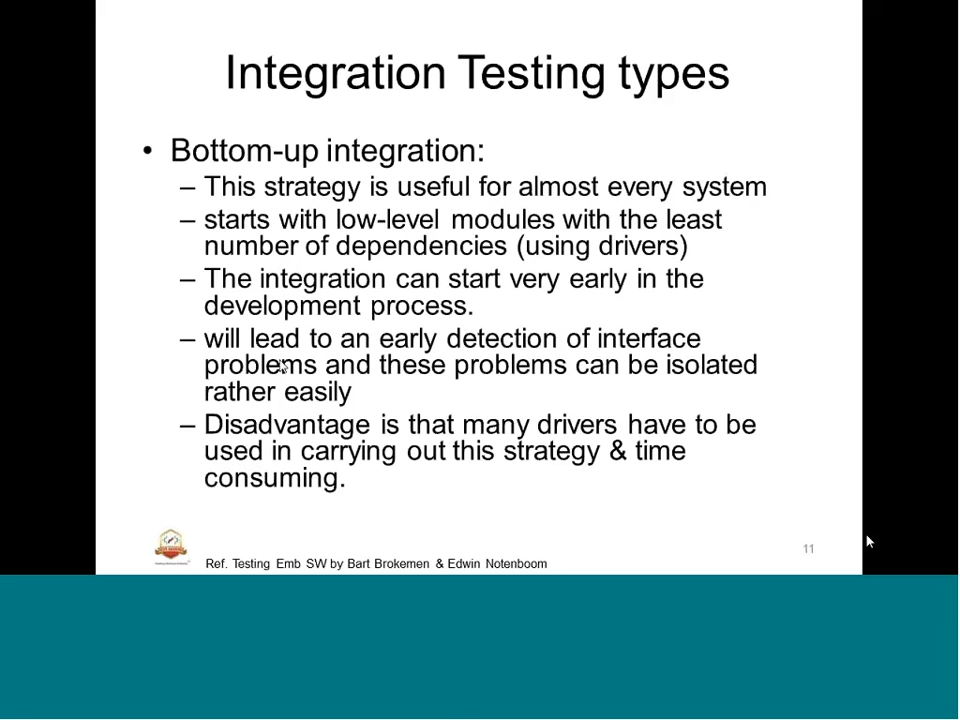 Integration Testing types
• Bottom-up integration:
– This strategy is useful for almost every system
– starts with low-level modules with the least
number of dependencies (using drivers)
– The integration can start very early in the
development process.
– will lead to an early detection of interface
problems and these problems can be isolated
rather easily
– Disadvantage is that many drivers have to be
used in carrying out this strategy & time
consuming.
Ref. Testing Emb SW by Bart Brokemen & Edwin Notenboom
11